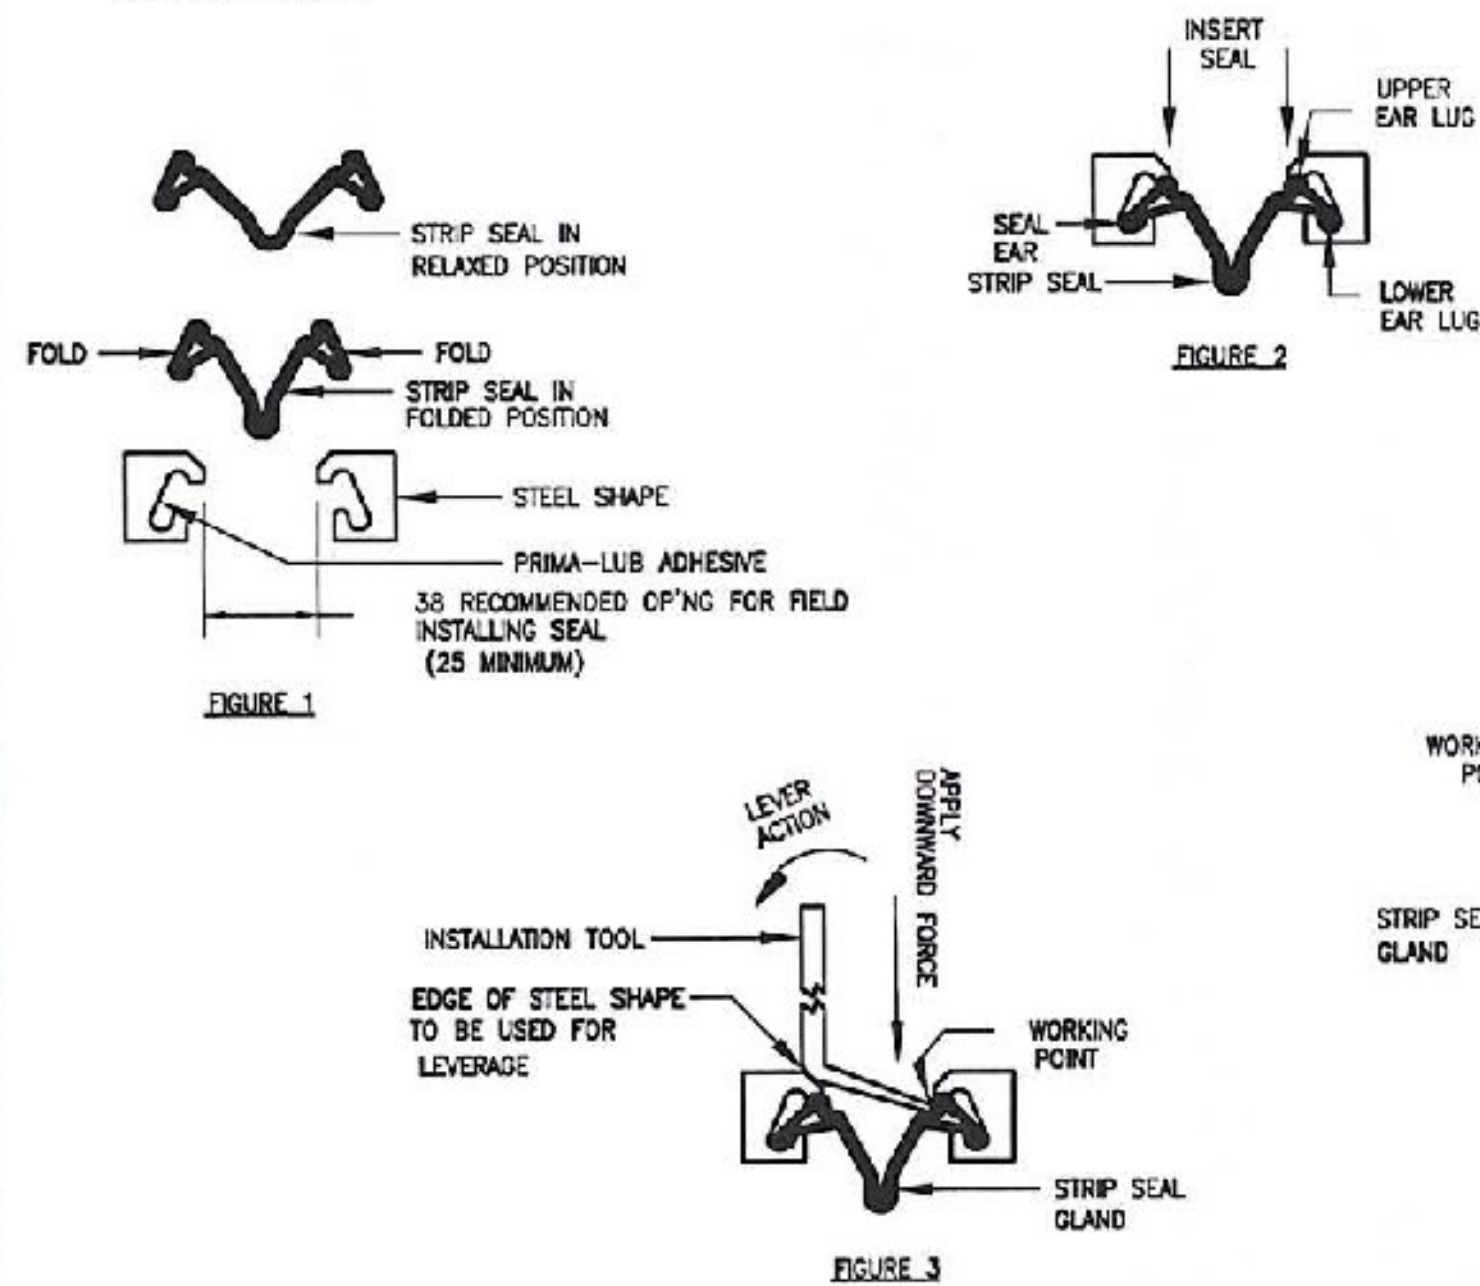 INSERT
SEAL
UPPER
EAR LUG
SEAL
EAR
STRIP SEAL
LOWER
EAR LUG
FIGURE 2
STRIP SEAL IN
RELAXED POSITION
FOLD
FOLD
STRIP SEAL IN
FOLDED POSITION
STEEL SHAPE
PRIMA-LUB ADHESIVE
38 RECOMMENDED OP'NG FOR FIELD
INSTALLING SEAL
(25 MINIMUM)
FIGURE 1
LEVER
ACTION
APPLY
DOWNWARD FORCE
INSTALLATION TOOL
EDGE OF STEEL SHAPE
TO BE USED FOR
LEVERAGE
WORKING
POINT
STRIP SEAL
GLAND
FIGURE 3
STRIP SE
GLAND